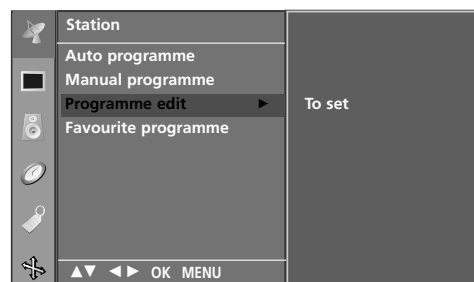 Station
Auto programme
Manual programme
Programme edit ► To set
Favourite programme
▲▼ ◄► OK MENU